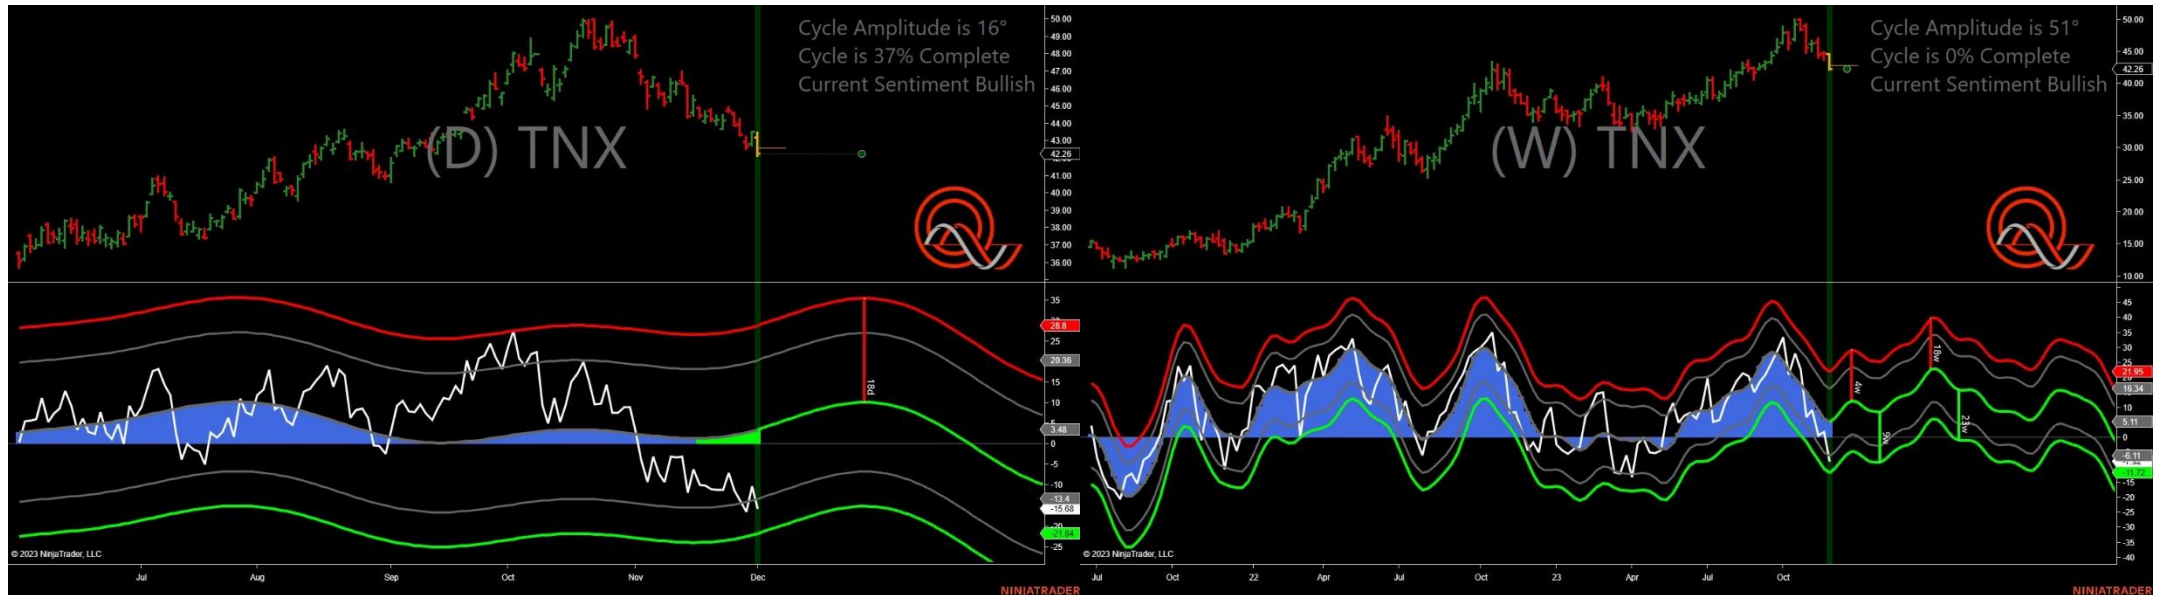 Cycle Amplitude is 16°
Cycle is 37% Complete
Current Sentiment Bullish
(D) TNX
50.00
49.00
48.00
47.00
46.00
45.00
44.00
43.00
42.26
41.00
40.00
39.00
38.00
37.00
36.00
35
28.8
25
20.36
15
10
3.48
0
-5
-13.4
-15.68
-21.84
-25
18d
© 2023 NinjaTrader, LLC
Jul Aug Sep Oct Nov Dec
NINJATRADER
Cycle Amplitude is 51°
Cycle is 0% Complete
Current Sentiment Bullish
(W) TNX
50.00
45.00
42.26
40.00
35.00
30.00
25.00
20.00
15.00
10.00
45
40
35
30
25
21.95
16.34
10
5.11
0
-6.11
-11.72
-15
-20
-25
-30
-35
-40
4w
9w
18w
23w
© 2023 NinjaTrader, LLC
Jul Oct 22 Apr Jul Oct 23 Apr Jul Oct
NINJATRADER